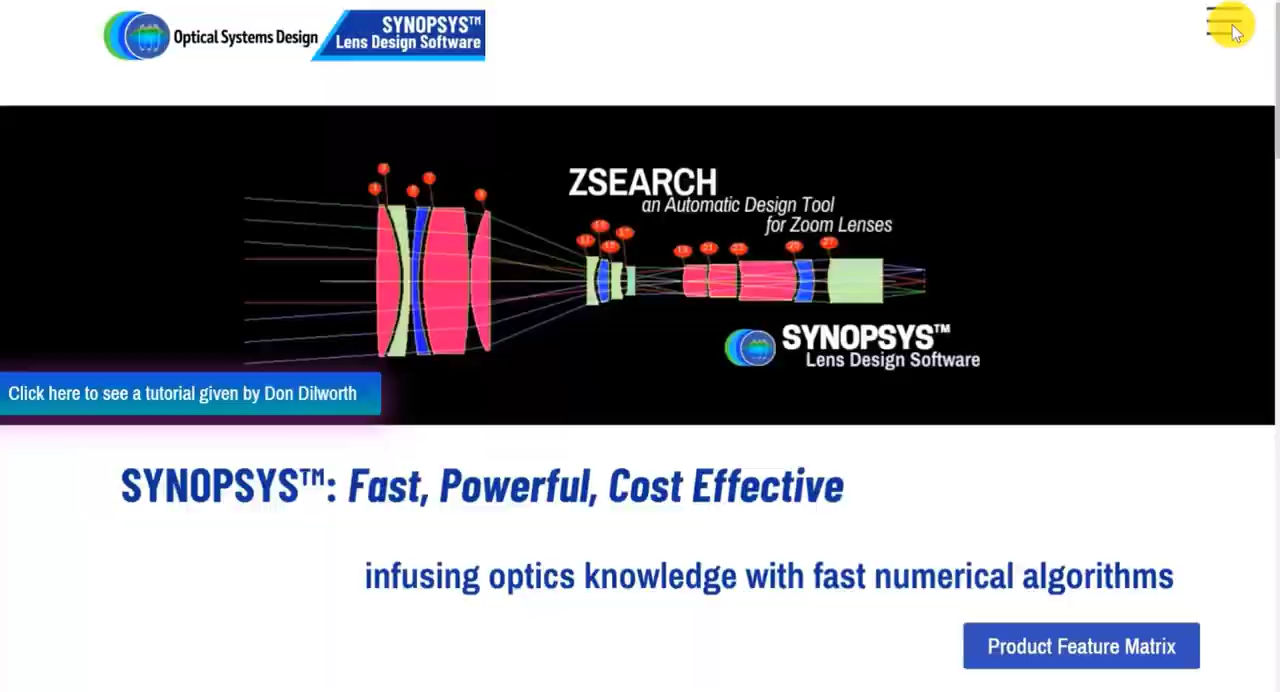 Optical Systems Design
SYNOPSYS™
Lens Design Software
ZSEARCH
an Automatic Design Tool
for Zoom Lenses
SYNOPSYS™
Lens Design Software
Click here to see a tutorial given by Don Dilworth
SYNOPSYS™: Fast, Powerful, Cost Effective
infusing optics knowledge with fast numerical algorithms
Product Feature Matrix